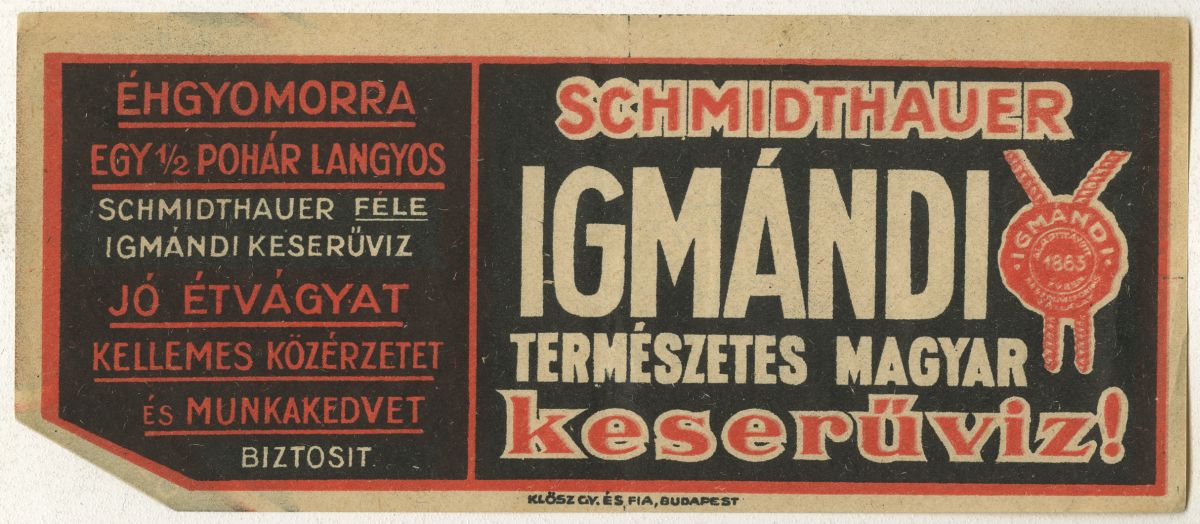 ÉHGYOMORRA
EGY 1/2 POHÁR LANGYOS
SCHMIDTHAUER FÉLE
IGMÁNDI KESERŰVIZ
JÓ ÉTVÁGYAT
KELLEMES KÖZÉRZETET
ÉS MUNKAKEDVET
BIZTOSIT
SCHMIDTHAUER
IGMÁNDI
TERMÉSZETES MAGYAR
keserűviz!
IGMÁNDI
1863
KLÖSZ GY. ÉS FIA, BUDAPEST